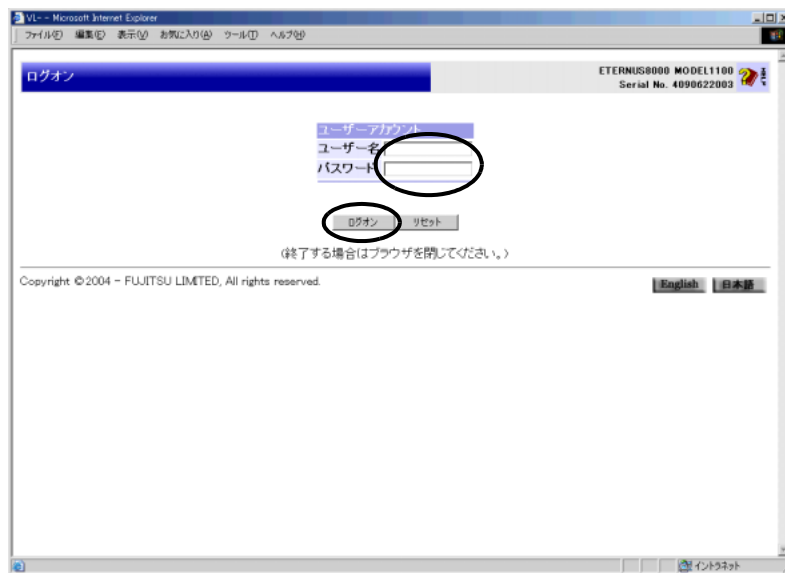 VL-- - Microsoft Internet Explorer
ファイル(F) 編集(E) 表示(V) お気に入り(A) ツール(T) ヘルプ(H)
ログオン
ETERNUS8000 MODEL1100
Serial No. 4090622003
ユーザーアカウント
ユーザー名
パスワード
ログオン リセット
(終了する場合はブラウザを閉じてください。)
Copyright ©2004 - FUJITSU LIMITED, All rights reserved.
English 日本語
イントラネット